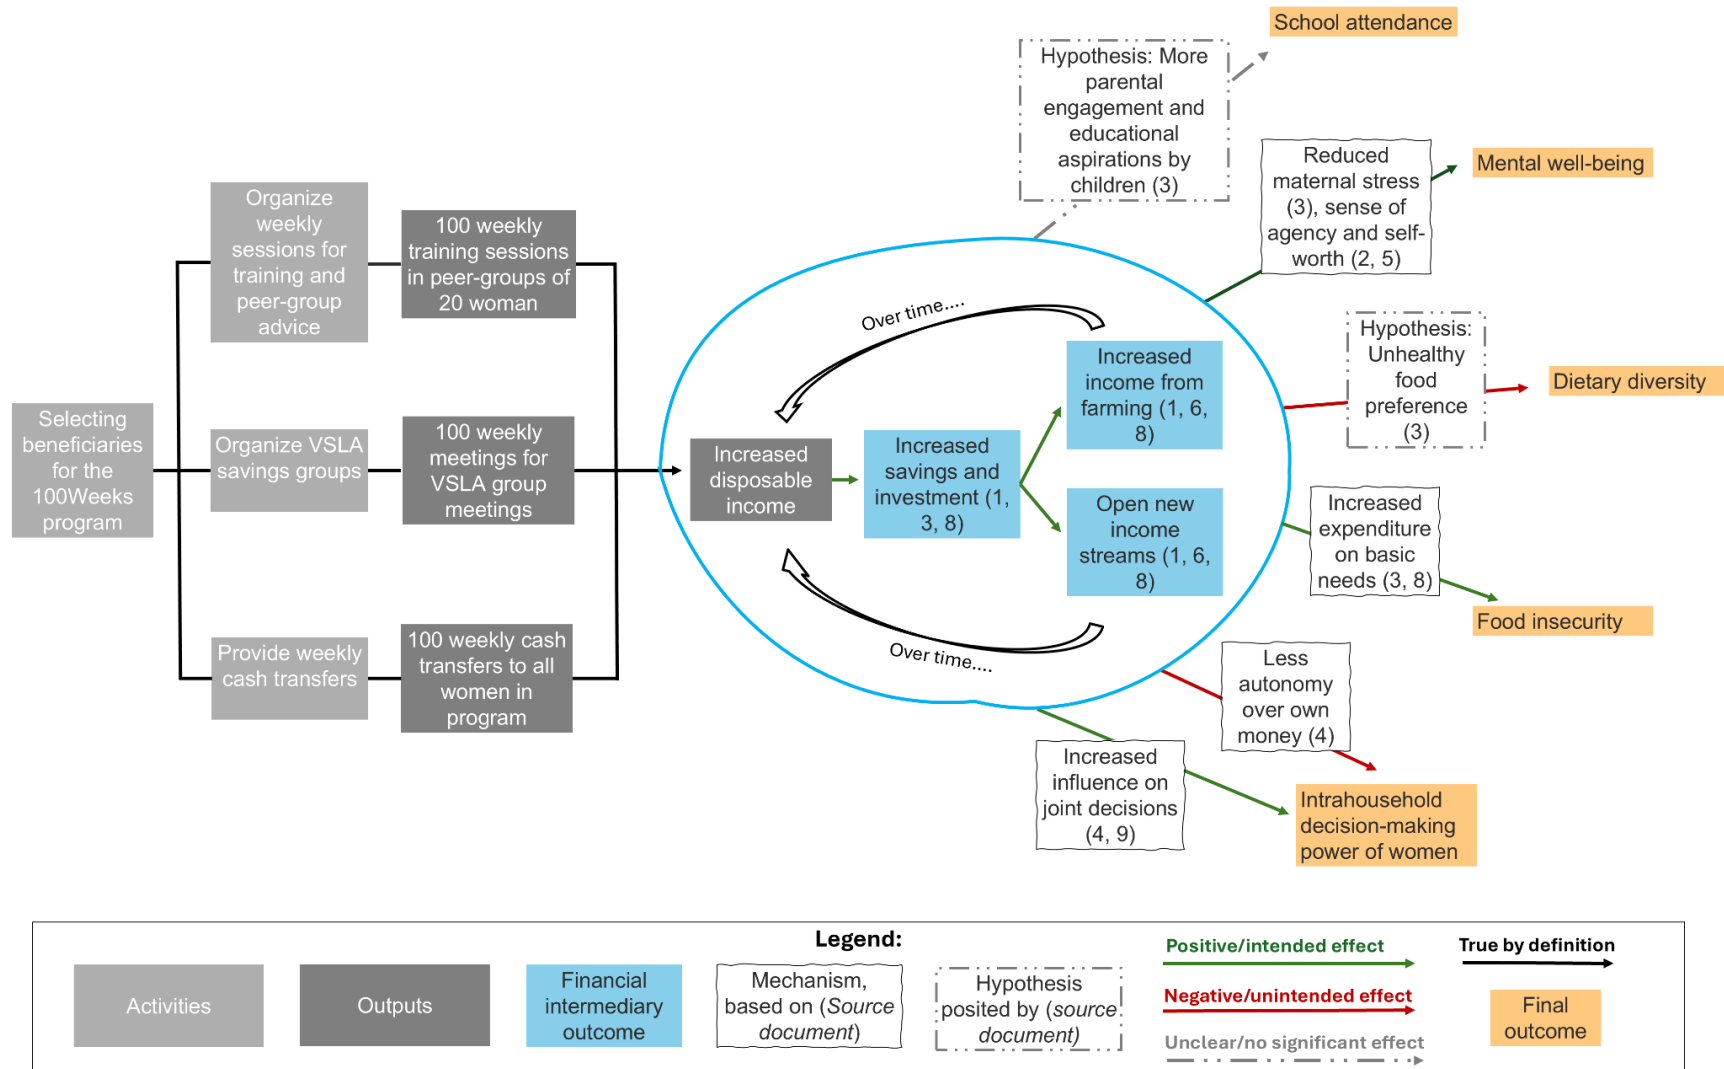 School attendance
Hypothesis: More
parental
engagement and
educational
aspirations by
children (3)
Reduced
maternal stress
(3), sense of
agency and self-
worth (2, 5)
Mental well-being
Organize
weekly
sessions for
training and
peer-group
advice
100 weekly
training sessions
in peer-groups of
20 woman
Over time....
Hypothesis:
Unhealthy
food
preference
(3)
Dietary diversity
Increased
income from
farming (1, 6,
8)
Selecting
beneficiaries
for the
100Weeks
program
Organize VSLA
savings groups
100 weekly
meetings for
VSLA group
meetings
Increased
disposable
income
Increased
savings and
investment (1,
3, 8)
Open new
income
streams (1, 6,
8)
Increased
expenditure
on basic
needs (3, 8)
Food insecurity
Provide weekly
cash transfers
100 weekly cash
transfers to all
women in
program
Over time....
Less
autonomy
over own
money (4)
Increased
influence on
joint decisions
(4, 9)
Intrahousehold
decision-making
power of women
Legend:
Activities
Outputs
Financial
intermediary
outcome
Mechanism,
based on (Source
document)
Hypothesis
posited by (source
document)
Positive/intended effect
Negative/unintended effect
Unclear/no significant effect
True by definition
Final
outcome